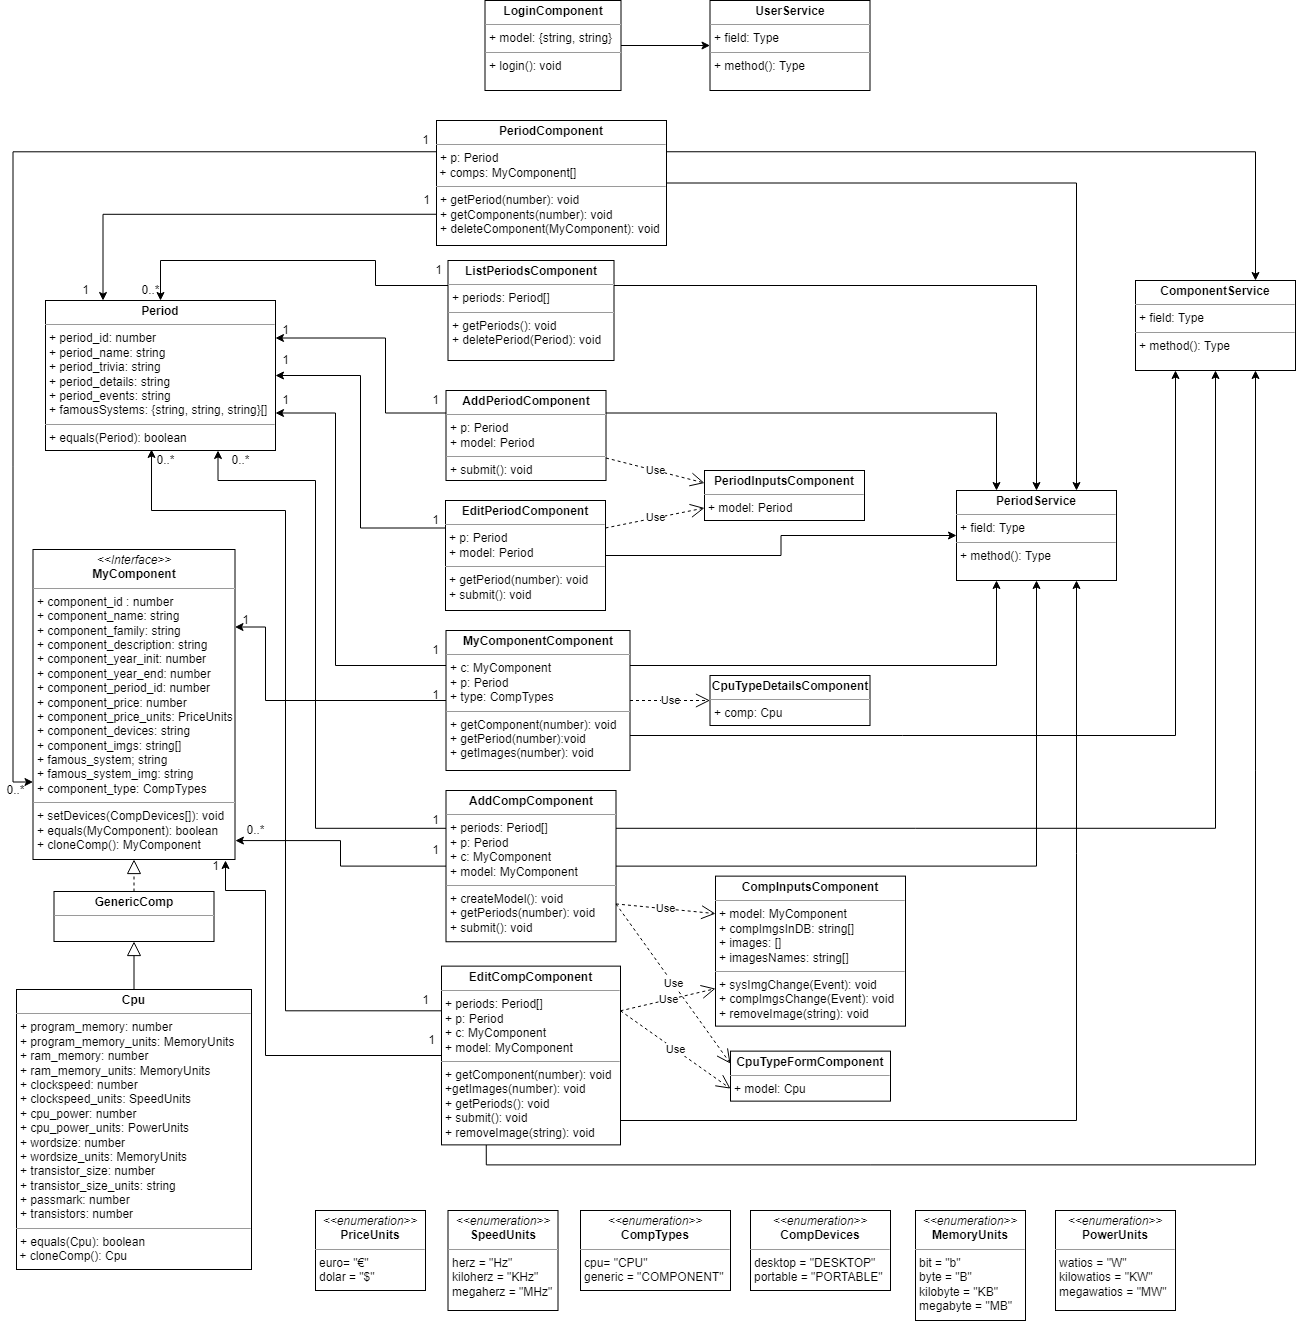 LoginComponent
+ model: {string, string}
+ login(): void
UserService
+ field: Type
+ method(): Type
PeriodComponent
+ p: Period
+ comps: MyComponent[]
+ getPeriod(number): void
+ getComponents(number): void
+ deleteComponent(MyComponent): void
1
1
1
0..*
1
ListPeriodsComponent
+ periods: Period[]
+ getPeriods(): void
+ deletePeriod(Period): void
ComponentService
+ field: Type
+ method(): Type
Period
+ period_id: number
+ period_name: string
+ period_trivia: string
+ period_details: string
+ period_events: string
+ famousSystems: {string, string, string}[]
+ equals(Period): boolean
1
1
1
0..*
0..*
1
AddPeriodComponent
+ p: Period
+ model: Period
+ submit(): void
Use
PeriodInputsComponent
+ model: Period
Use
1
EditPeriodComponent
+ p: Period
+ model: Period
+ getPeriod(number): void
+ submit(): void
PeriodService
+ field: Type
+ method(): Type
<<Interface>>
MyComponent
+ component_id : number
+ component_name: string
+ component_family: string
+ component_description: string
+ component_year_init: number
+ component_year_end: number
+ component_period_id: number
+ component_price: number
+ component_price_units: PriceUnits
+ component_devices: string
+ component_imgs: string[]
+ famous_system; string
+ famous_system_img: string
+ component_type: CompTypes
+ setDevices(CompDevices[]): void
+ equals(MyComponent): boolean
+ cloneComp(): MyComponent
1
0..*
0..*
1
1
1
MyComponentComponent
+ c: MyComponent
+ p: Period
+ type: CompTypes
+ getComponent(number): void
+ getPeriod(number):void
+ getImages(number): void
Use
CpuTypeDetailsComponent
+ comp: Cpu
1
1
AddCompComponent
+ periods: Period[]
+ p: Period
+ c: MyComponent
+ model: MyComponent
+ createModel(): void
+ getPeriods(number): void
+ submit(): void
Use
Use
CompInputsComponent
+ model: MyComponent
+ compImgsInDB: string[]
+ images: []
+ imagesNames: string[]
+ sysImgChange(Event): void
+ compImgsChange(Event): void
+ removeImage(string): void
GenericComp
1
1
EditCompComponent
+ periods: Period[]
+ p: Period
+ c: MyComponent
+ model: MyComponent
+ getComponent(number): void
+getImages(number): void
+ getPeriods(): void
+ submit(): void
+ removeImage(string): void
Use
Use
CpuTypeFormComponent
+ model: Cpu
Cpu
+ program_memory: number
+ program_memory_units: MemoryUnits
+ ram_memory: number
+ ram_memory_units: MemoryUnits
+ clockspeed: number
+ clockspeed_units: SpeedUnits
+ cpu_power: number
+ cpu_power_units: PowerUnits
+ wordsize: number
+ wordsize_units: MemoryUnits
+ transistor_size: number
+ transistor_size_units: string
+ passmark: number
+ transistors: number
+ equals(Cpu): boolean
+ cloneComp(): Cpu
<<enumeration>>
PriceUnits
euro= "€"
dolar = "$"
<<enumeration>>
SpeedUnits
herz = "Hz"
kiloherz = "KHz"
megaherz = "MHz"
<<enumeration>>
CompTypes
cpu= "CPU"
generic = "COMPONENT"
<<enumeration>>
CompDevices
desktop = "DESKTOP"
portable = "PORTABLE"
<<enumeration>>
MemoryUnits
bit = "b"
byte = "B"
kilobyte = "KB"
megabyte = "MB"
<<enumeration>>
PowerUnits
watios = "W"
kilowatios = "KW"
megawatios = "MW"